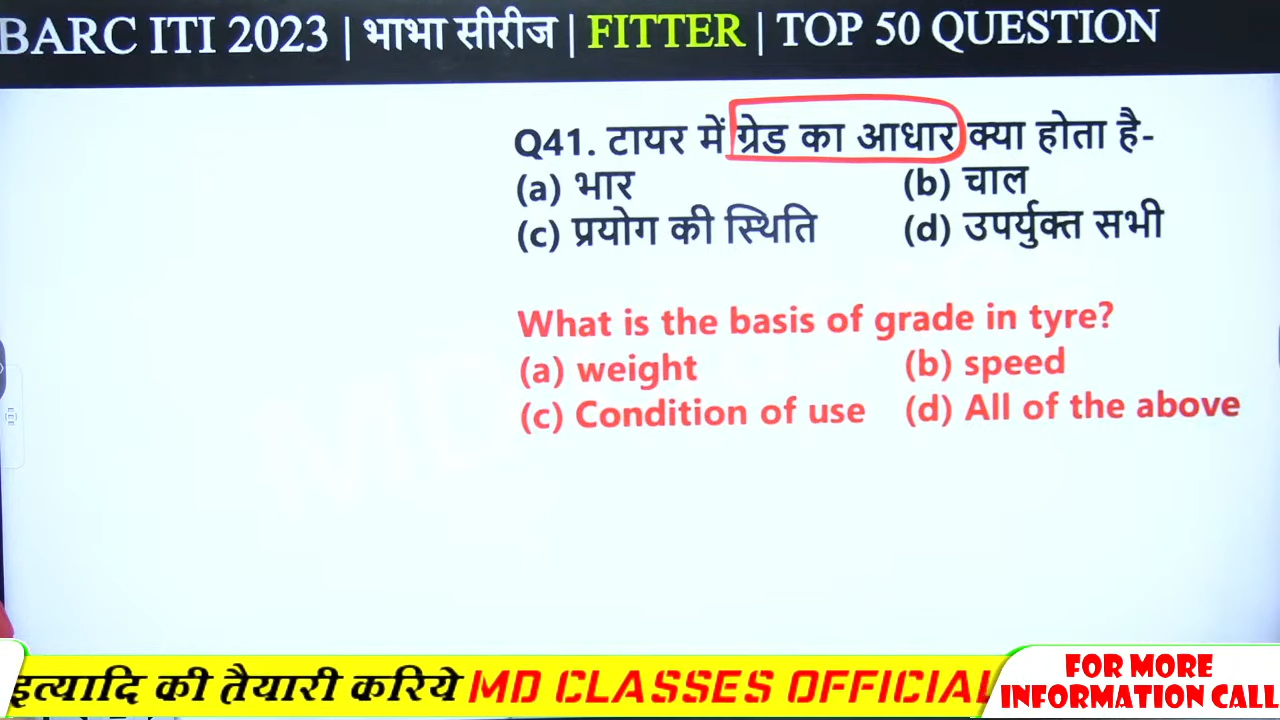 BARC ITI 2023 | भाभा सीरीज | FITTER | TOP 50 QUESTION
Q41. टायर में ग्रेड का आधार क्या होता है-
(a) भार (b) चाल
(c) प्रयोग की स्थिति (d) उपर्युक्त सभी
What is the basis of grade in tyre?
(a) weight (b) speed
(c) Condition of use (d) All of the above
इत्यादि की तैयारी करिये MD CLASSES OFFICIAL
FOR MORE
INFORMATION CALL